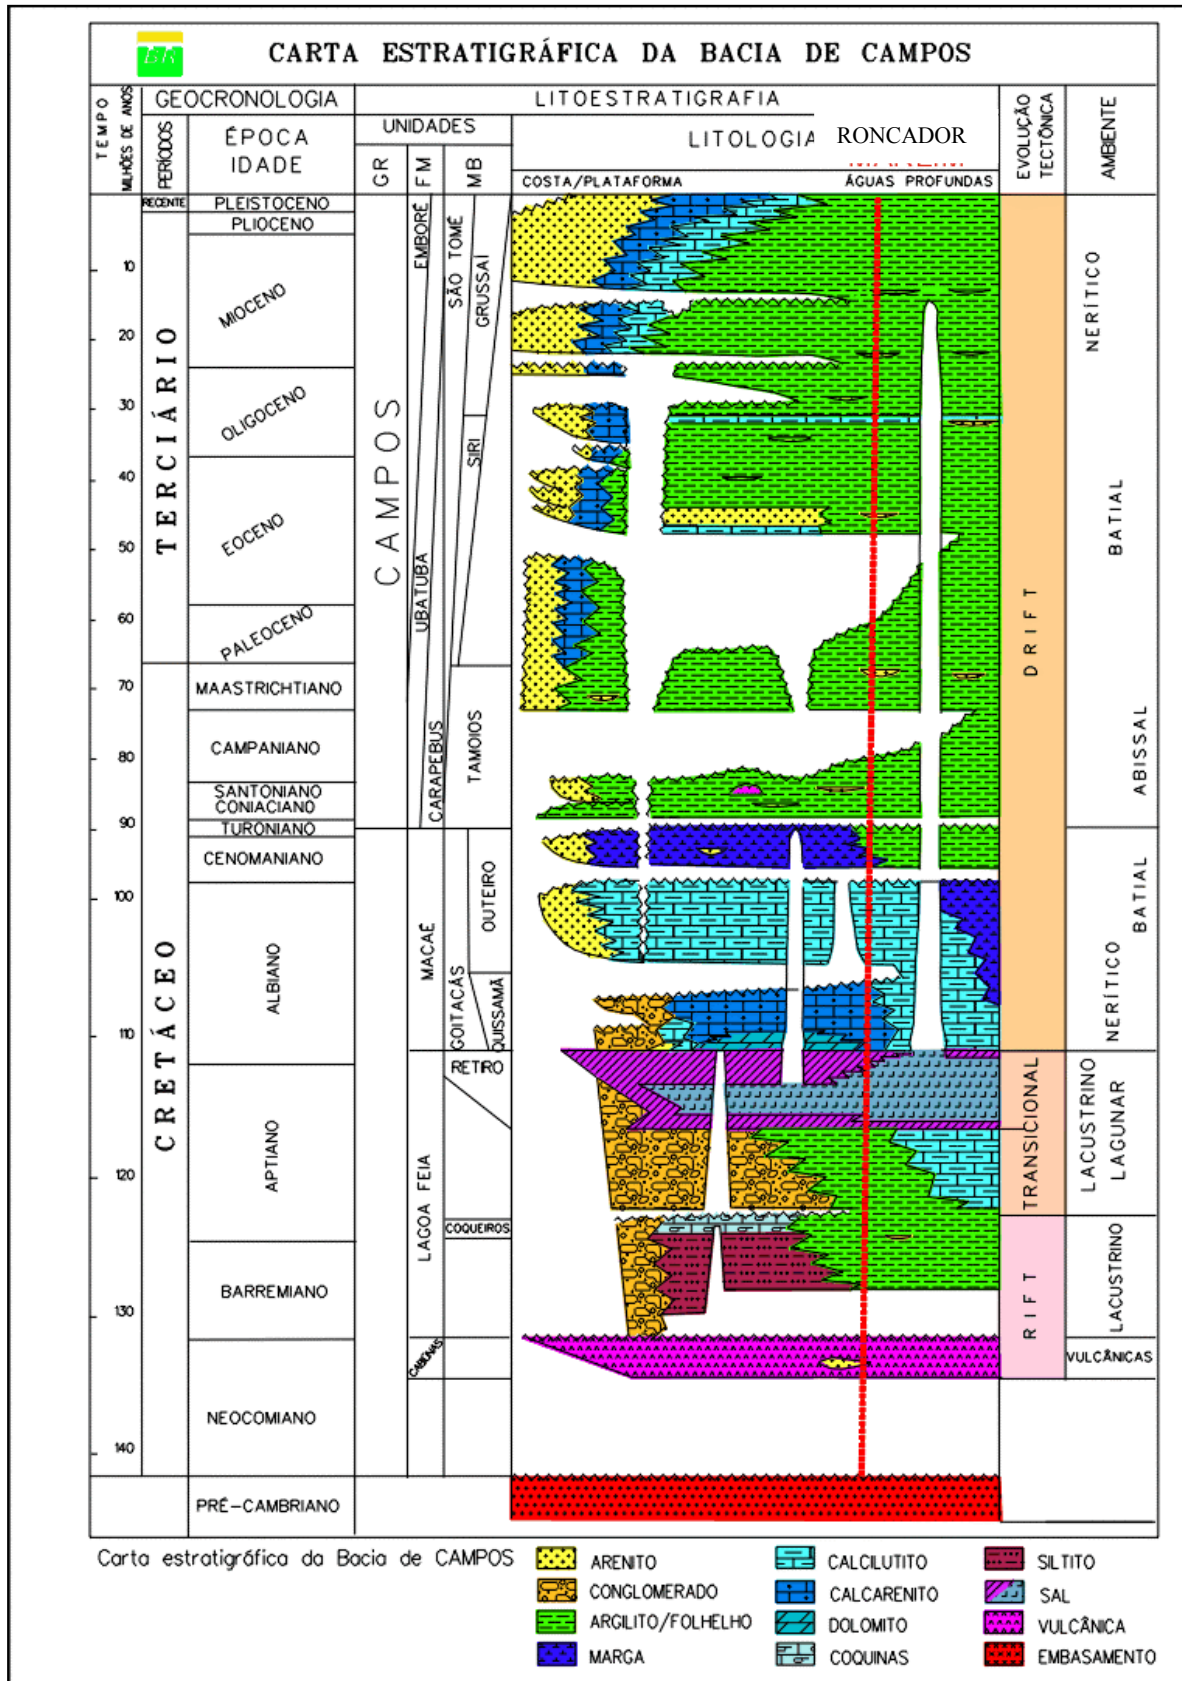 BR
CARTA ESTRATIGRÁFICA DA BACIA DE CAMPOS
TEMPO
MILHÕES DE ANOS
GEOCRONOLOGIA
LITOESTRATIGRAFIA
EVOLUÇÃO
TECTÔNICA
AMBIENTE
PERÍODOS
ÉPOCA
IDADE
UNIDADES
GR
FM
MB
LITOLOGIA
RONCADOR
COSTA/PLATAFORMA
ÁGUAS PROFUNDAS
RECENTE
PLEISTOCENO
PLIOCENO
MIOCENO
OLIGOCENO
EOCENO
PALEOCENO
MAASTRICHTIANO
CAMPANIANO
SANTONIANO
CONIACIANO
TURONIANO
CENOMANIANO
ALBIANO
APTIANO
BARREMIANO
NEOCOMIANO
PRÉ-CAMBRIANO
TERCIÁRIO
CRETÁCEO
10
20
30
40
50
60
70
80
90
100
110
120
130
140
CAMPOS
EMBORÉ
UBATUBA
CARAPEBUS
MACAÉ
LAGOA FEIA
CABIÚNAS
SÃO TOMÉ
GRUSSAÍ
SIRI
TAMOIOS
OUTEIRO
GOITACÁS
QUISSAMÃ
RETIRO
COQUEIROS
DRIFT
TRANSICIONAL
RIFT
NERÍTICO
BATIAL
ABISSAL
BATIAL
NERÍTICO
LACUSTRINO
LAGUNAR
LACUSTRINO
VULCÂNICAS
Carta estratigráfica da Bacia de CAMPOS
ARENITO
CONGLOMERADO
ARGILITO/FOLHELHO
MARGA
CALCILUTITO
CALCARENITO
DOLOMITO
COQUINAS
SILTITO
SAL
VULCÂNICA
EMBASAMENTO